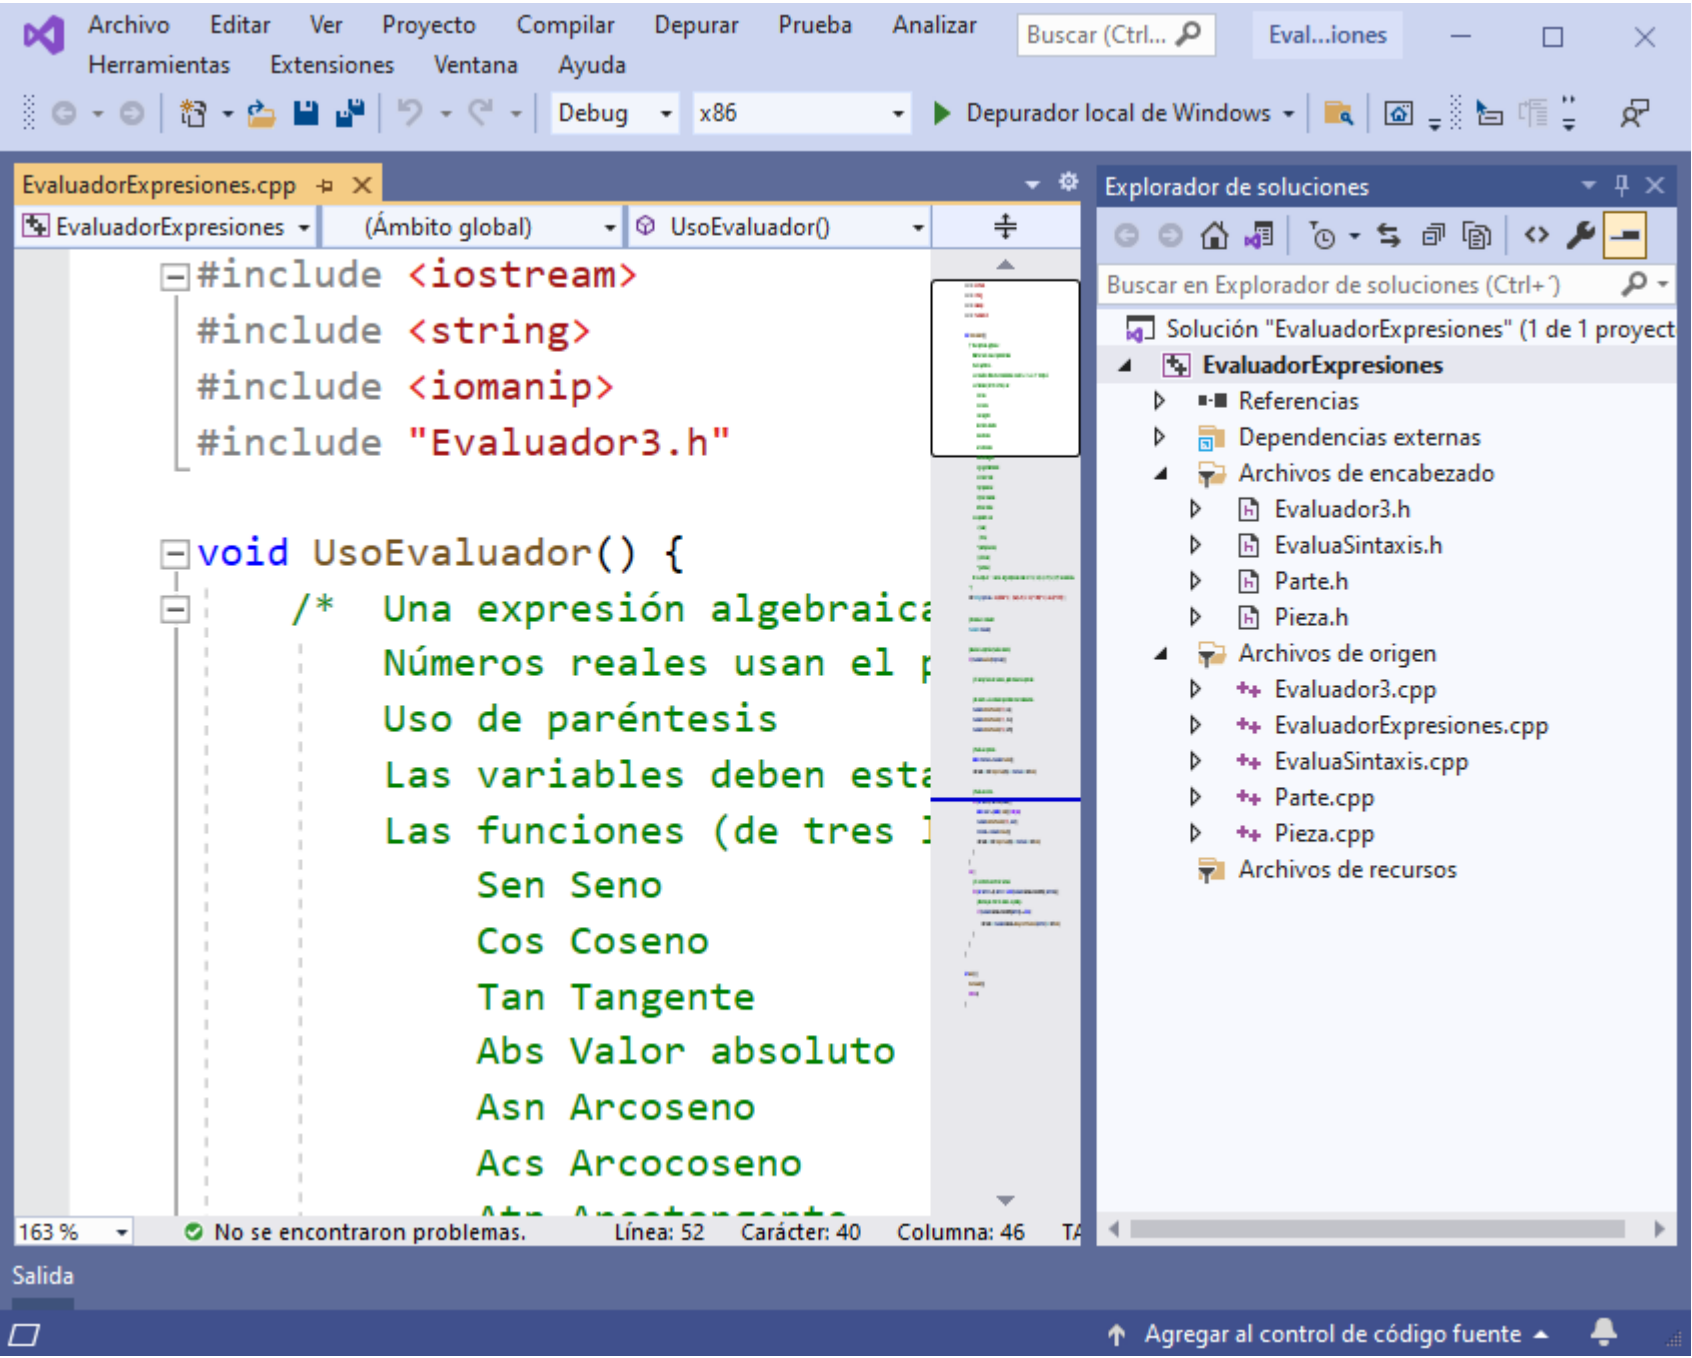 Archivo Editar Ver Proyecto Compilar Depurar Prueba Analizar Buscar (Ctrl... Eval...iones
Herramientas Extensiones Ventana Ayuda
Debug x86 Depurador local de Windows
EvaluadorExpresiones.cpp
EvaluadorExpresiones (Ámbito global) UsoEvaluador()
#include <iostream>
#include <string>
#include <iomanip>
#include "Evaluador3.h"
void UsoEvaluador() {
/* Una expresión algebraica
Números reales usan el p
Uso de paréntesis
Las variables deben esta
Las funciones (de tres l
Sen Seno
Cos Coseno
Tan Tangente
Abs Valor absoluto
Asn Arcoseno
Acs Arcocoseno
Atn Arcotangente
163 % No se encontraron problemas. Línea: 52 Carácter: 40 Columna: 46 TA
Explorador de soluciones
Buscar en Explorador de soluciones (Ctrl+´)
Solución "EvaluadorExpresiones" (1 de 1 proyect
EvaluadorExpresiones
Referencias
Dependencias externas
Archivos de encabezado
Evaluador3.h
EvaluaSintaxis.h
Parte.h
Pieza.h
Archivos de origen
Evaluador3.cpp
EvaluadorExpresiones.cpp
EvaluaSintaxis.cpp
Parte.cpp
Pieza.cpp
Archivos de recursos
Salida
Agregar al control de código fuente